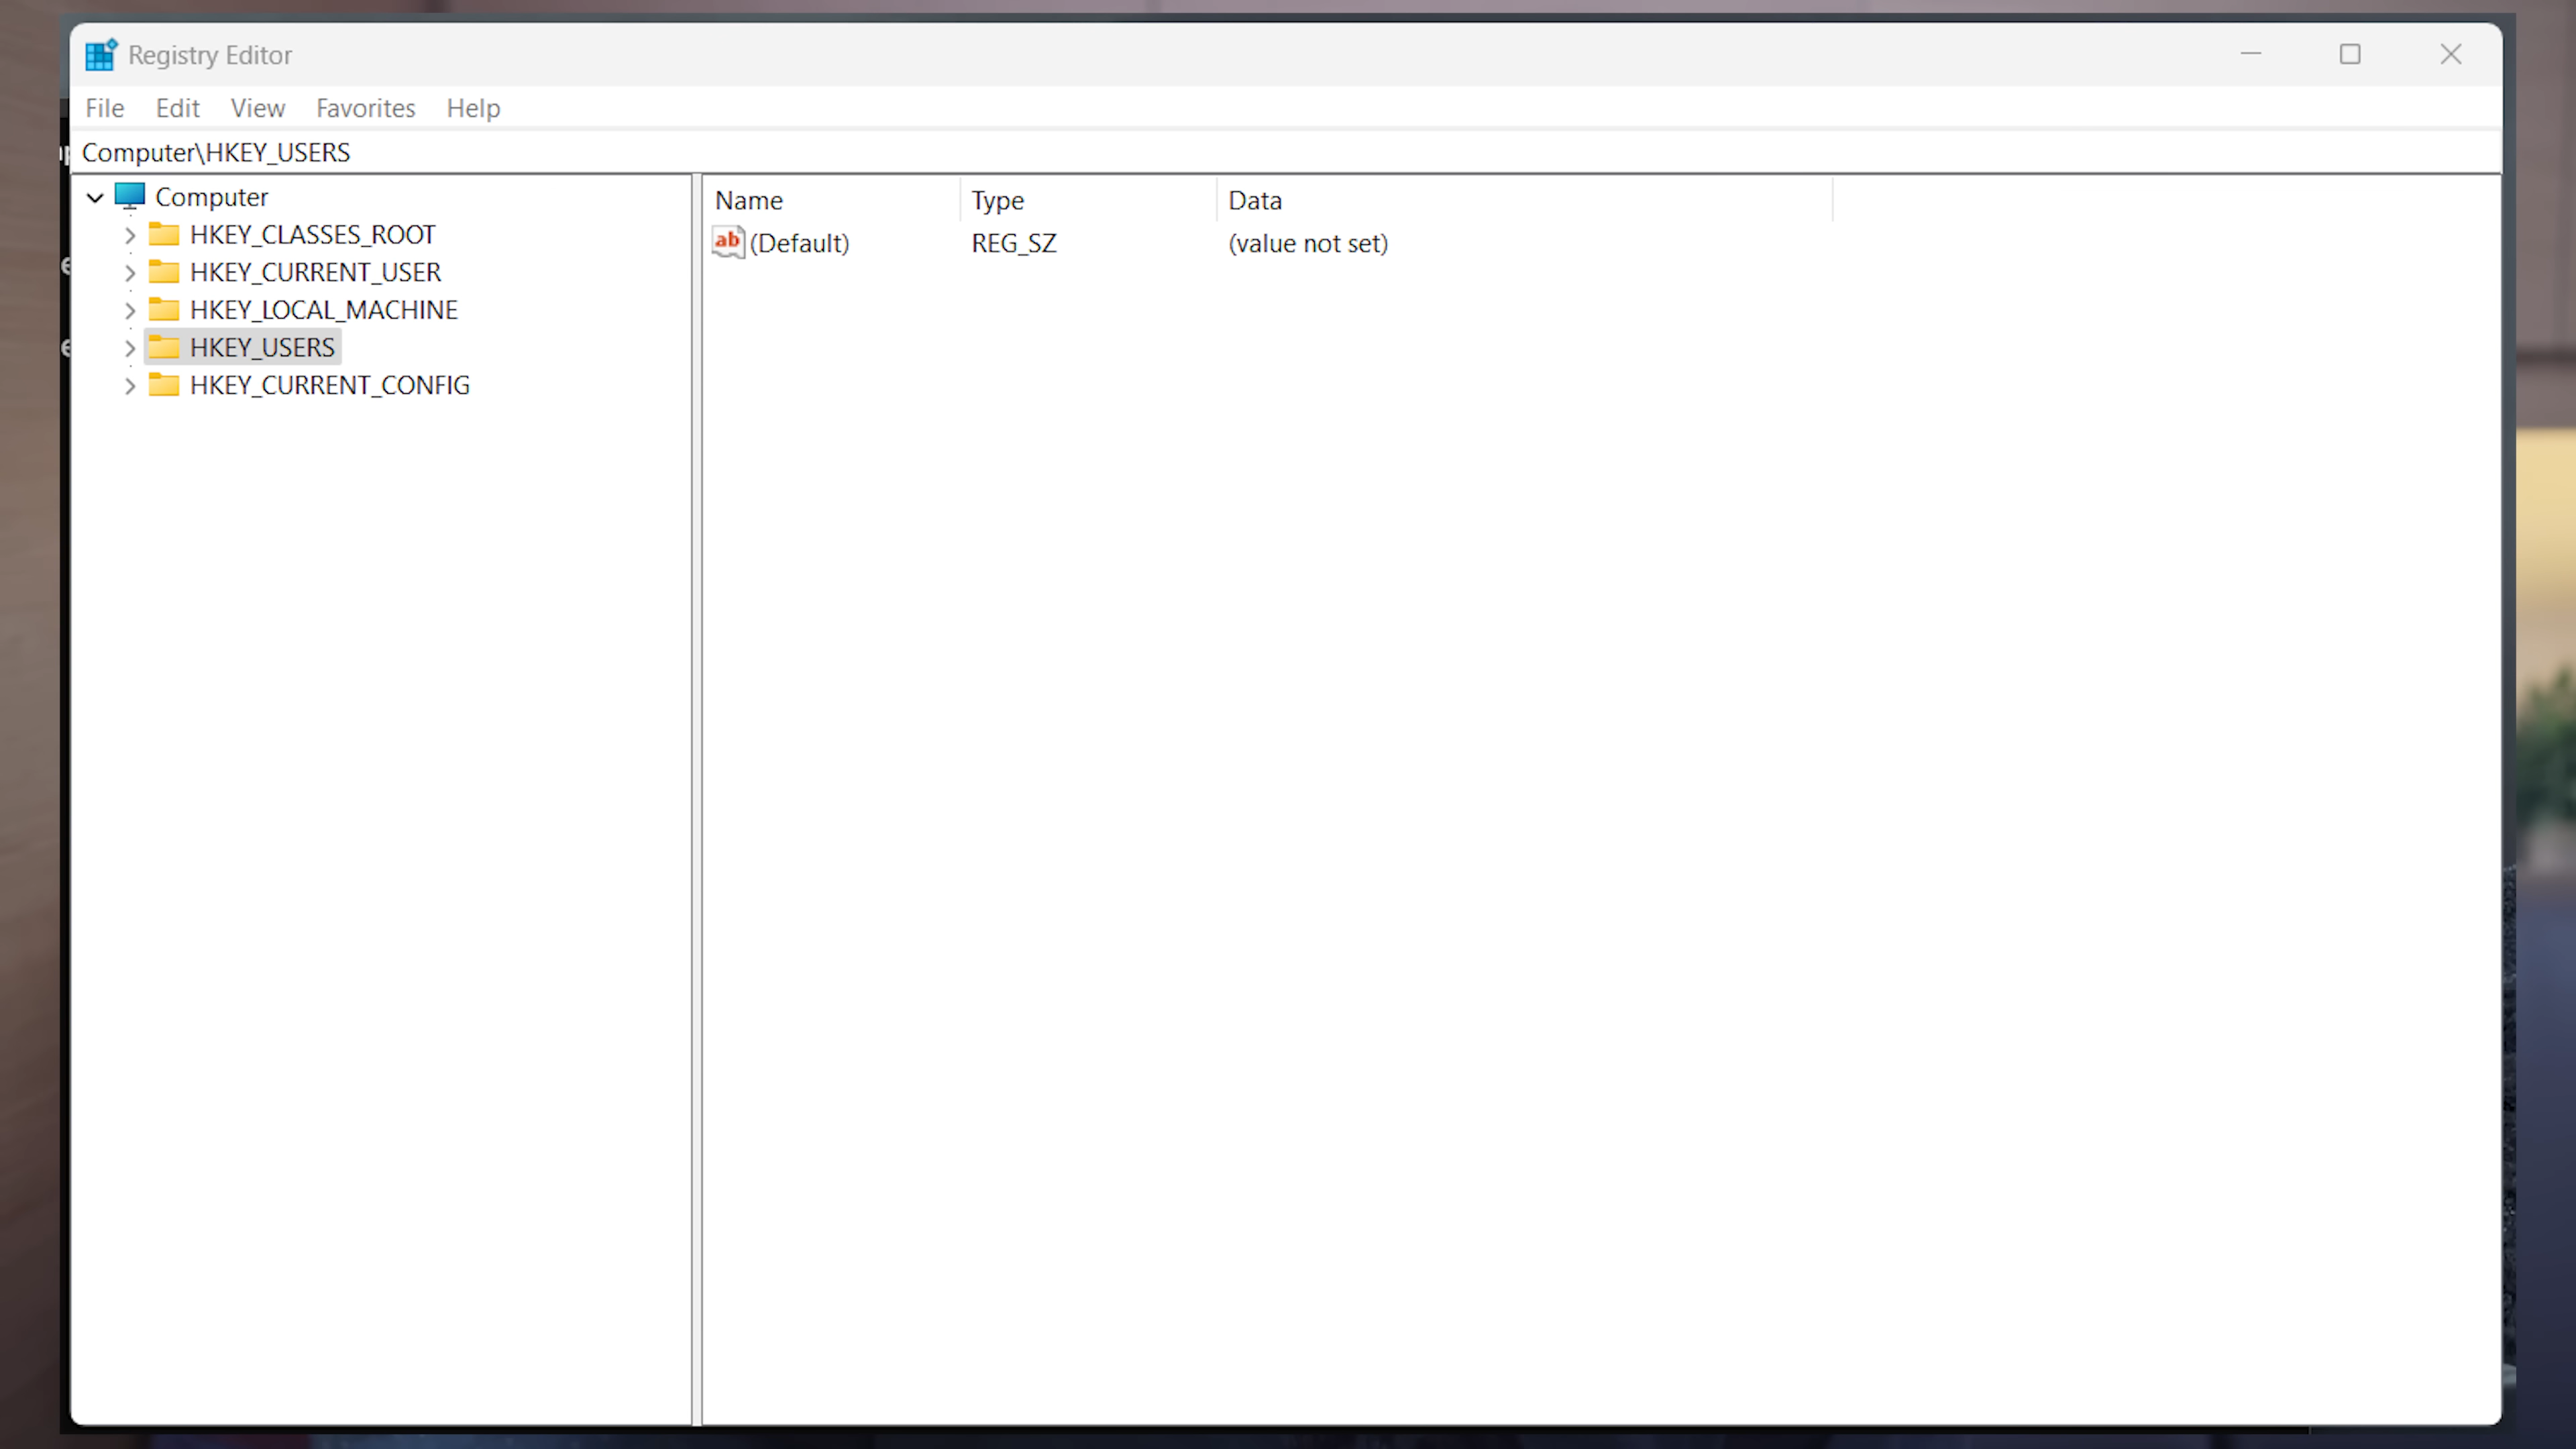 Registry Editor
File Edit View Favorites Help
Computer\HKEY_USERS
Computer
HKEY_CLASSES_ROOT
HKEY_CURRENT_USER
HKEY_LOCAL_MACHINE
HKEY_USERS
HKEY_CURRENT_CONFIG
Name Type Data
ab (Default) REG_SZ (value not set)